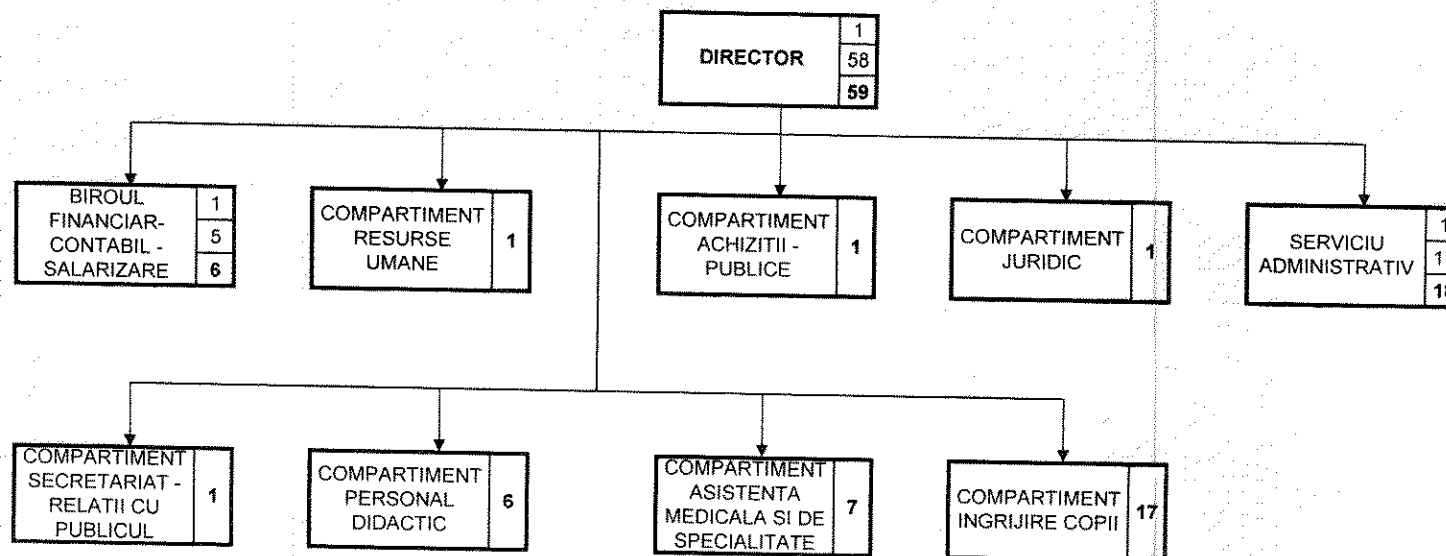 DIRECTOR
1
58
59
BIROUL
FINANCIAR-
CONTABIL -
SALARIZARE
1
5
6
COMPARTIMENT
RESURSE
UMANE
1
COMPARTIMENT
ACHIZITII -
PUBLICE
1
COMPARTIMENT
JURIDIC
1
SERVICIU
ADMINISTRATIV
1
18
COMPARTIMENT
SECRETARIAT -
RELATII CU
PUBLICUL
1
COMPARTIMENT
PERSONAL
DIDACTIC
6
COMPARTIMENT
ASISTENTA
MEDICALA SI DE
SPECIALITATE
7
COMPARTIMENT
INGRIJIRE COPII
17